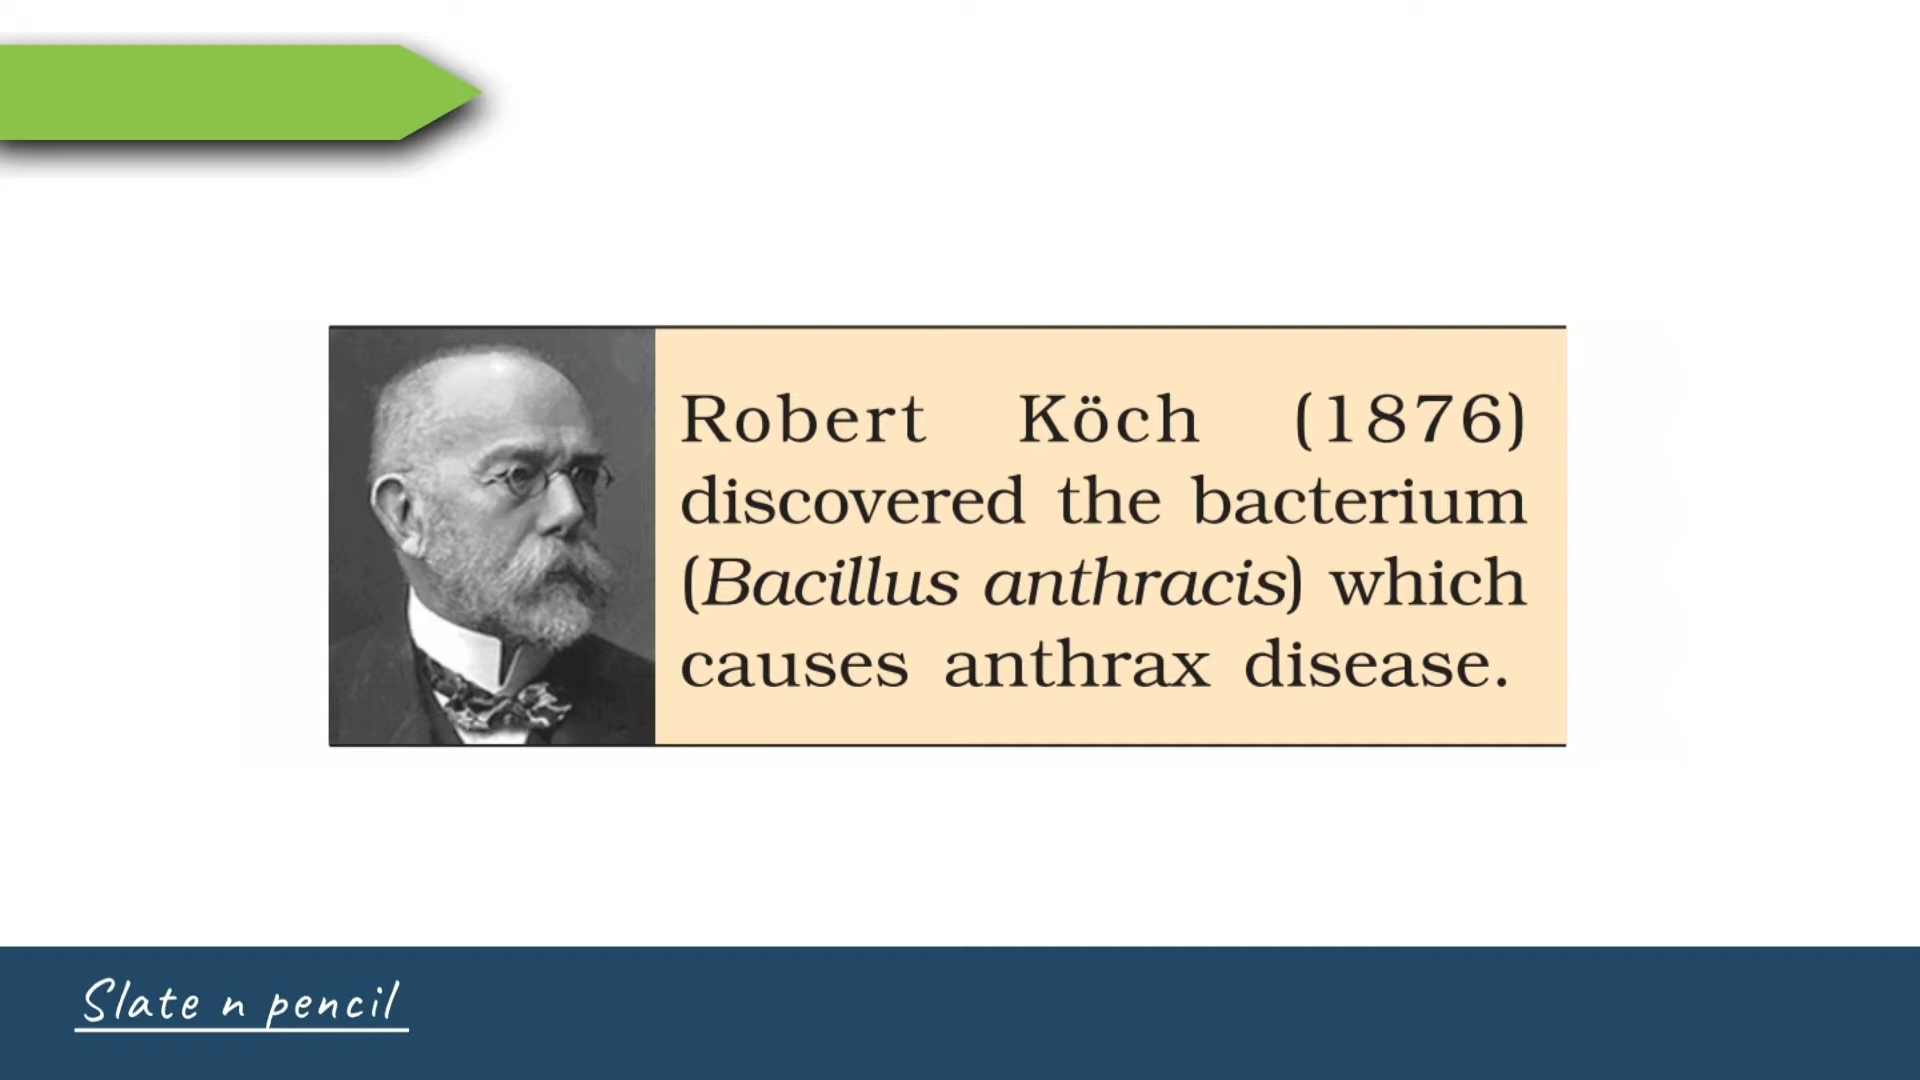 Robert Köch (1876)
discovered the bacterium
(Bacillus anthracis) which
causes anthrax disease.
Slate n pencil